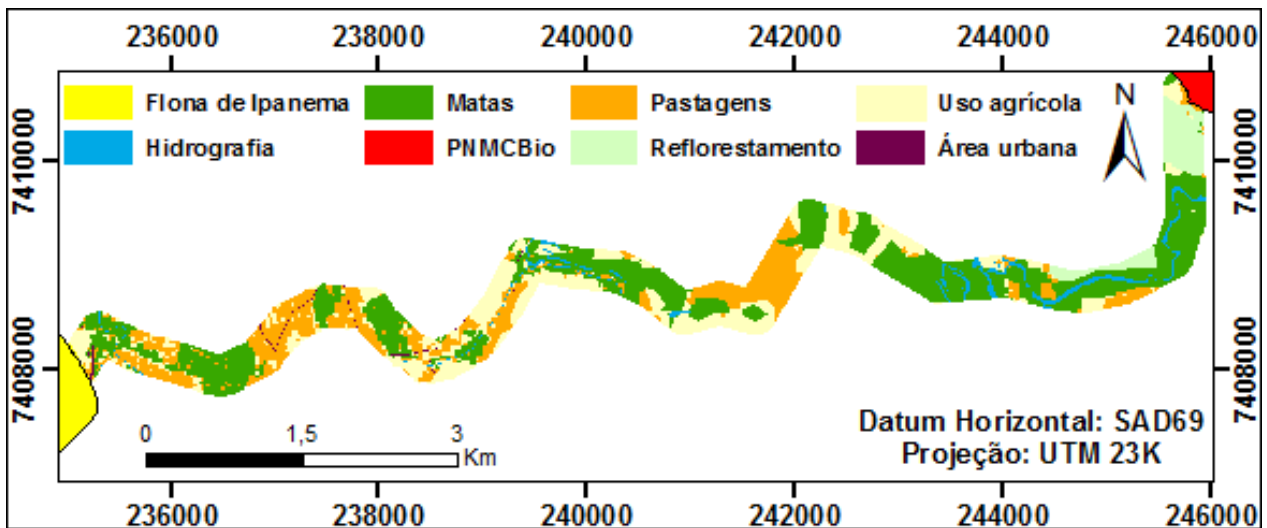 236000 238000 240000 242000 244000 246000
Flona de Ipanema Matas Pastagens Uso agrícola N
Hidrografia PNMCBio Reflorestamento Área urbana
7410000 7410000
7408000 7408000
0 1,5 3
Km
Datum Horizontal: SAD69
Projeção: UTM 23K
236000 238000 240000 242000 244000 246000